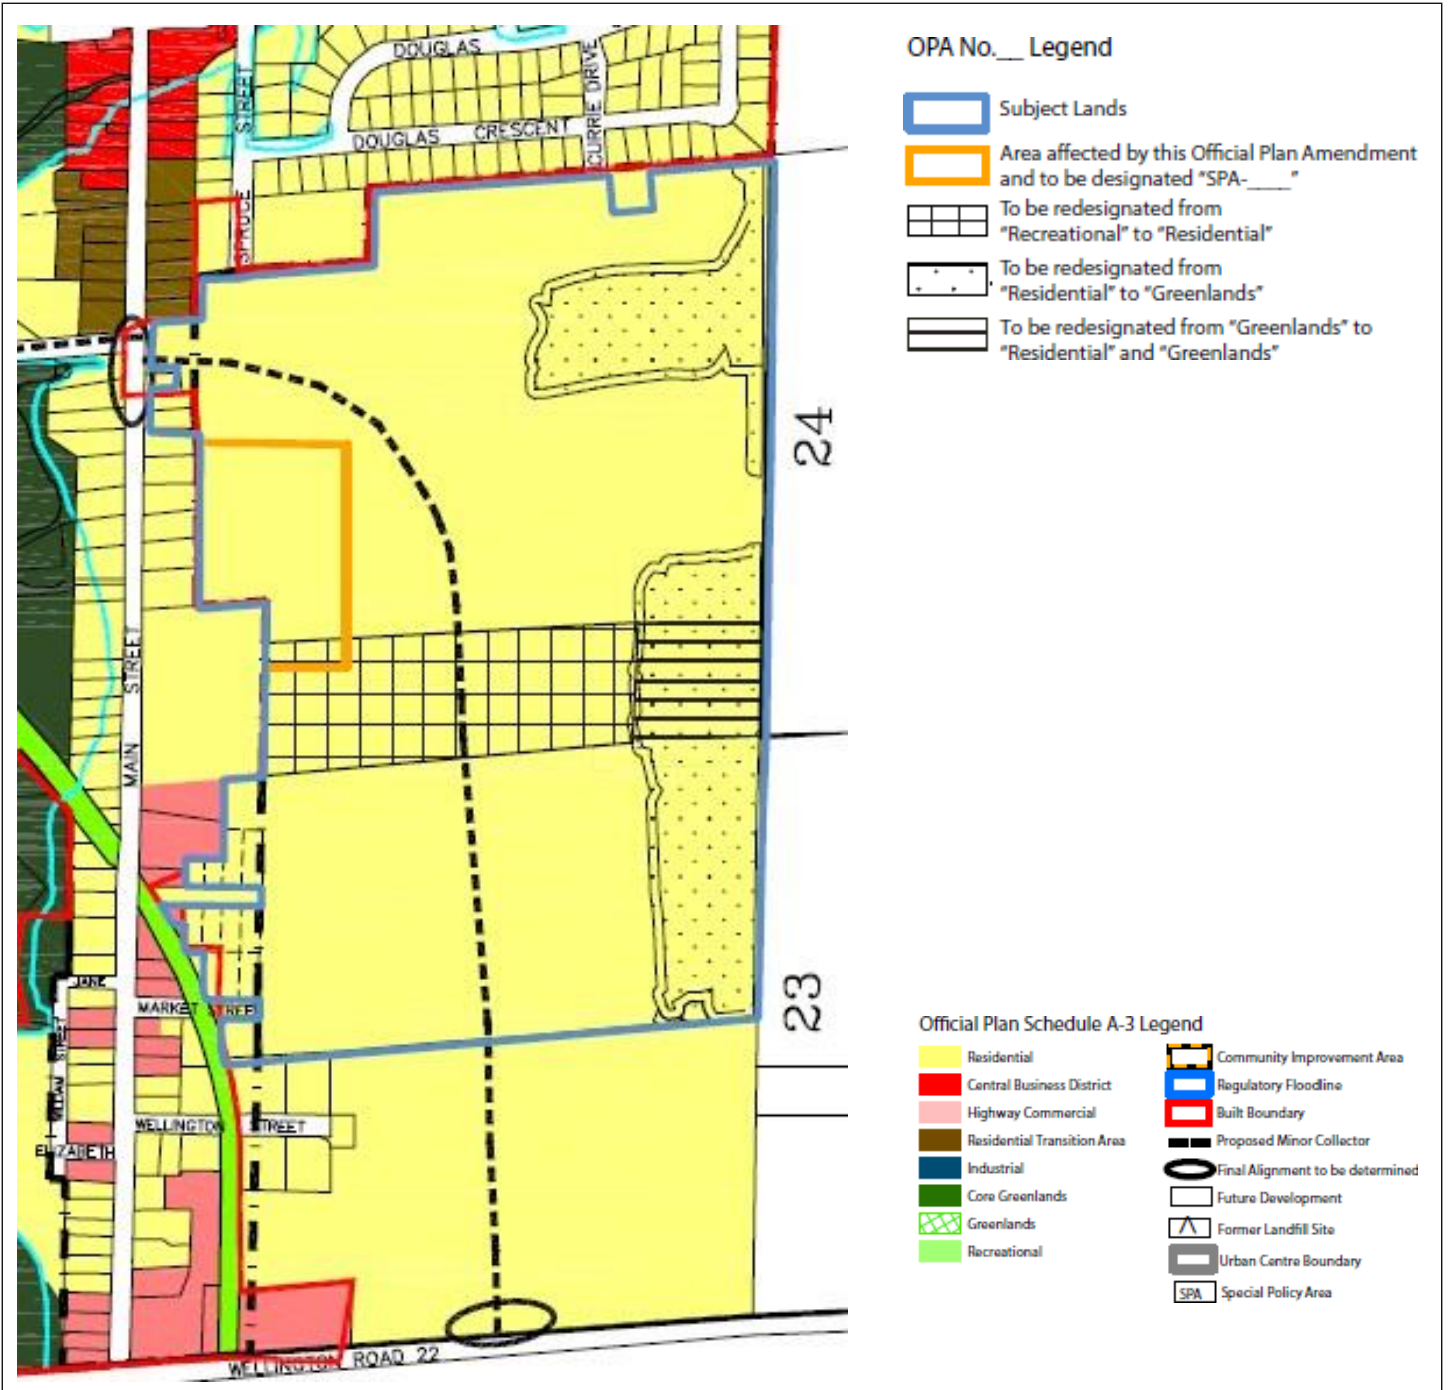 DOUGLAS
STREET
CURRIE DRIVE
DOUGLAS CRESCENT
SPRUCE
24
MAIN STREET
23
JANE
MARKET STREET
STREET
WELLINGTON STREET
ELIZABETH
WELLINGTON ROAD 22
OPA No.__ Legend
Subject Lands
Area affected by this Official Plan Amendment
and to be designated "SPA-____"
To be redesignated from
"Recreational" to "Residential"
To be redesignated from
"Residential" to "Greenlands"
To be redesignated from "Greenlands" to
"Residential" and "Greenlands"
Official Plan Schedule A-3 Legend
Residential
Central Business District
Highway Commercial
Residential Transition Area
Industrial
Core Greenlands
Greenlands
Recreational
Community Improvement Area
Regulatory Floodline
Built Boundary
Proposed Minor Collector
Final Alignment to be determined
Future Development
Former Landfill Site
Urban Centre Boundary
SPA Special Policy Area